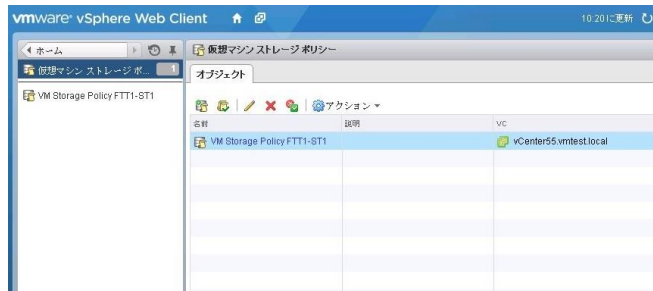 vmware® vSphere Web Client
10:20に更新
ホーム
仮想マシン ストレージ ポ... 1
VM Storage Policy FTT1-ST1
仮想マシン ストレージ ポリシー
オブジェクト
アクション
名前 説明 VC
VM Storage Policy FTT1-ST1 vCenter55.vmtest.local